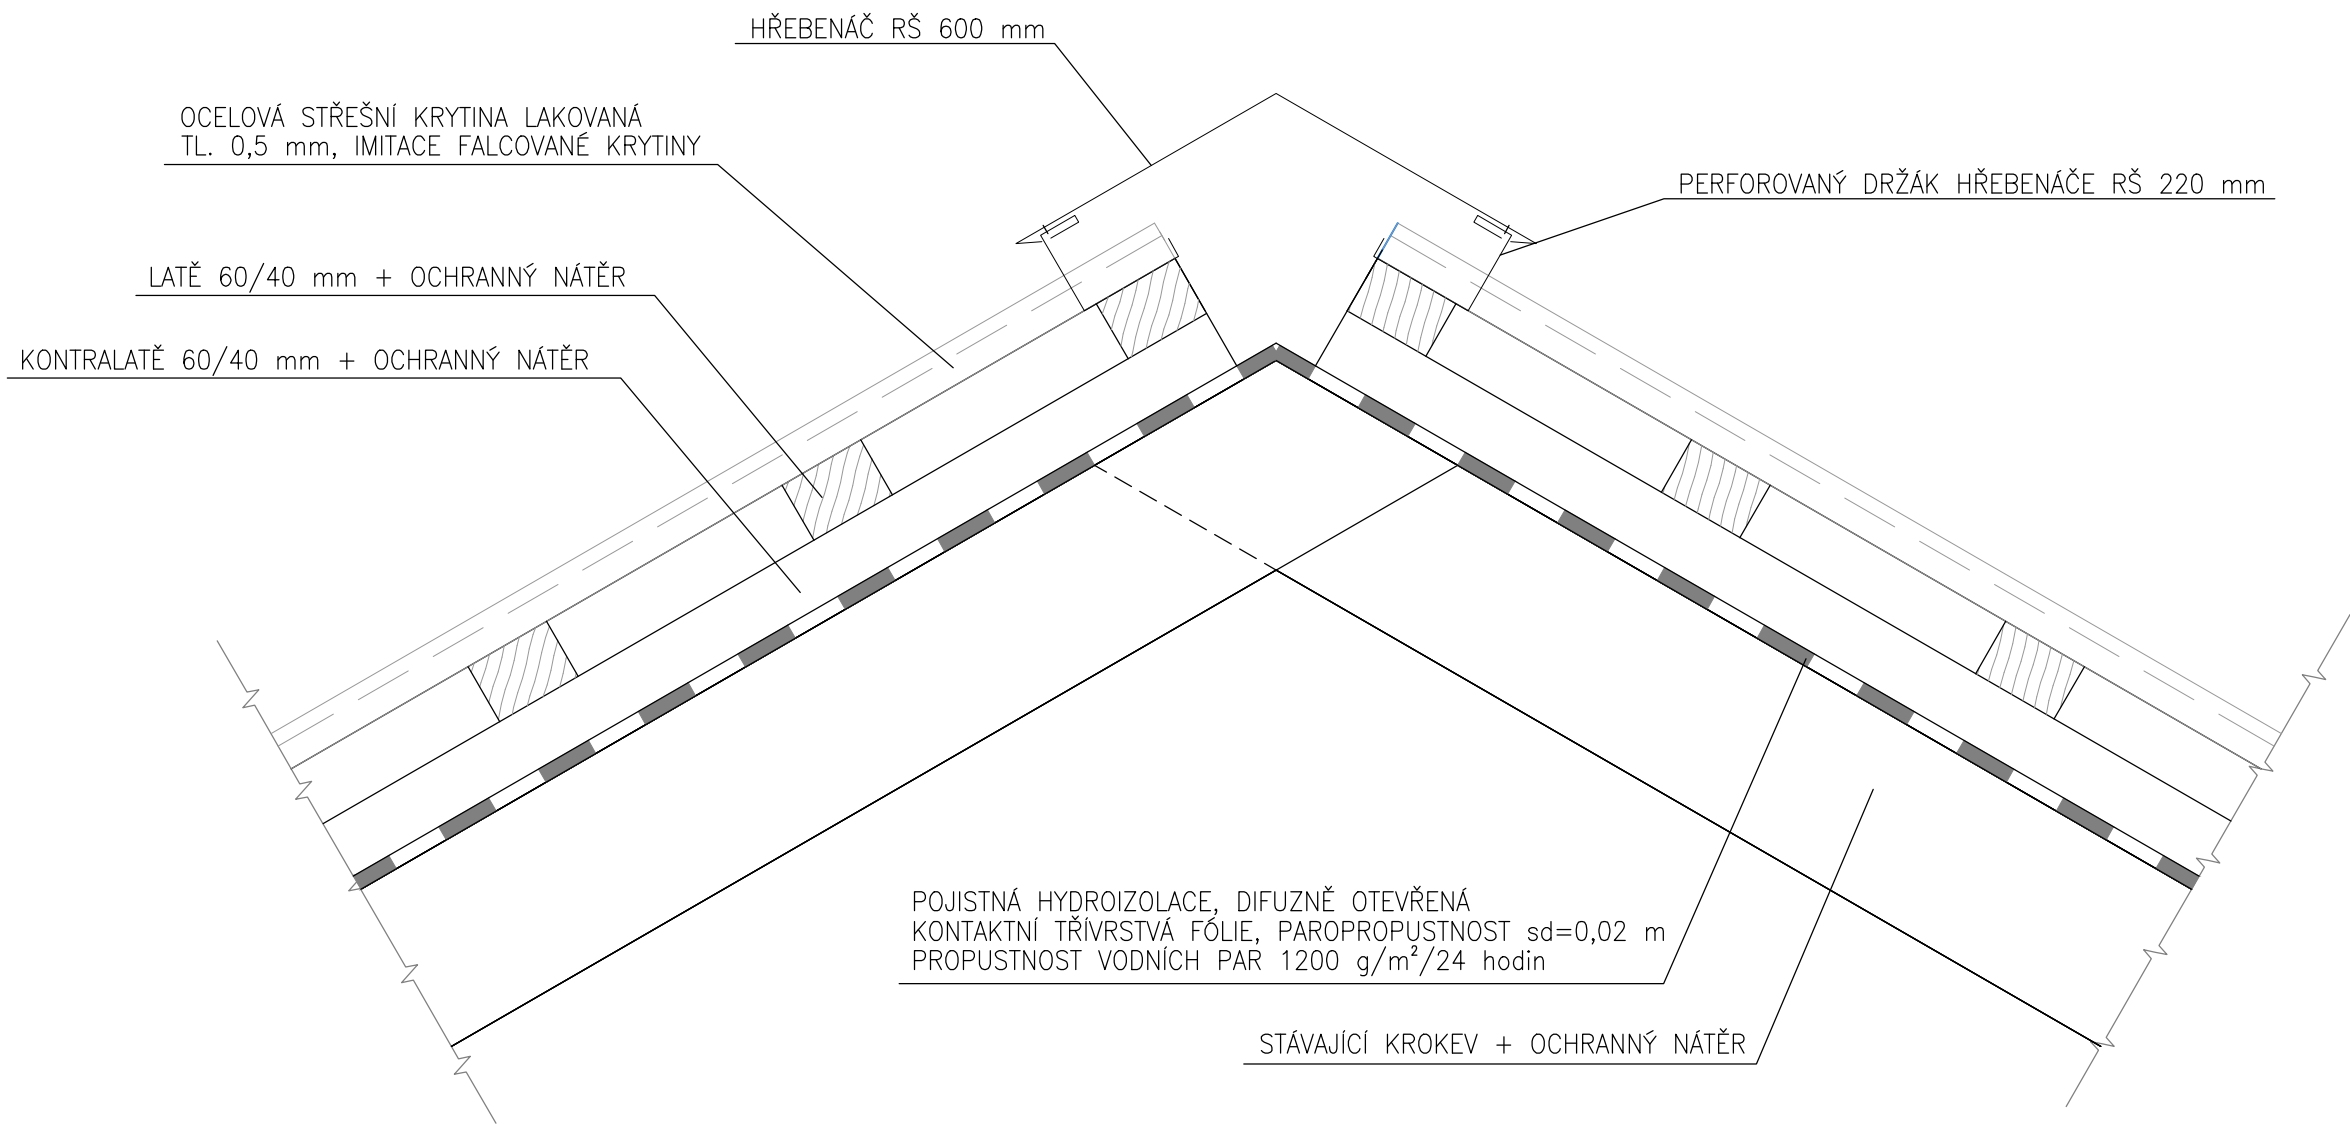 HŘEBENÁČ RŠ 600 mm
OCELOVÁ STŘEŠNÍ KRYTINA LAKOVANÁ
TL. 0,5 mm, IMITACE FALCOVANÉ KRYTINY
PERFOROVANÝ DRŽÁK HŘEBENÁČE RŠ 220 mm
LATĚ 60/40 mm + OCHRANNÝ NÁTĚR
KONTRALATĚ 60/40 mm + OCHRANNÝ NÁTĚR
POJISTNÁ HYDROIZOLACE, DIFUZNĚ OTEVŘENÁ
KONTAKTNÍ TŘÍVRSTVÁ FÓLIE, PAROPROPUSTNOST sd=0,02 m
PROPUSTNOST VODNÍCH PAR 1200 g/m²/24 hodin
STÁVAJÍCÍ KROKEV + OCHRANNÝ NÁTĚR